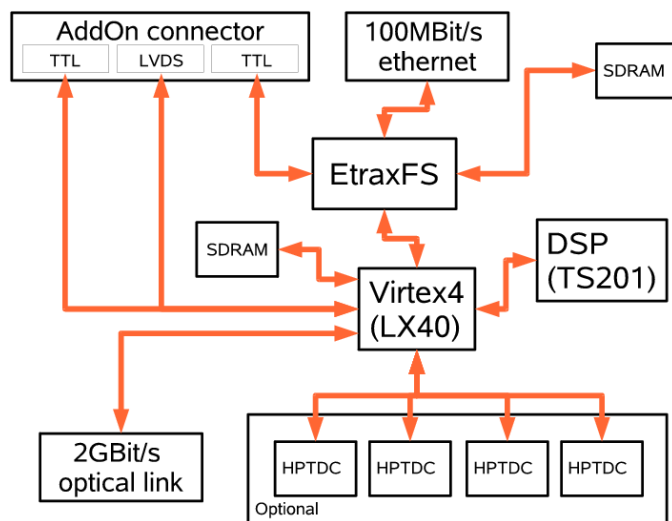 AddOn connector
TTL
LVDS
TTL
100MBit/s
ethernet
SDRAM
EtraxFS
SDRAM
DSP
(TS201)
Virtex4
(LX40)
2GBit/s
optical link
HPTDC
HPTDC
HPTDC
HPTDC
Optional